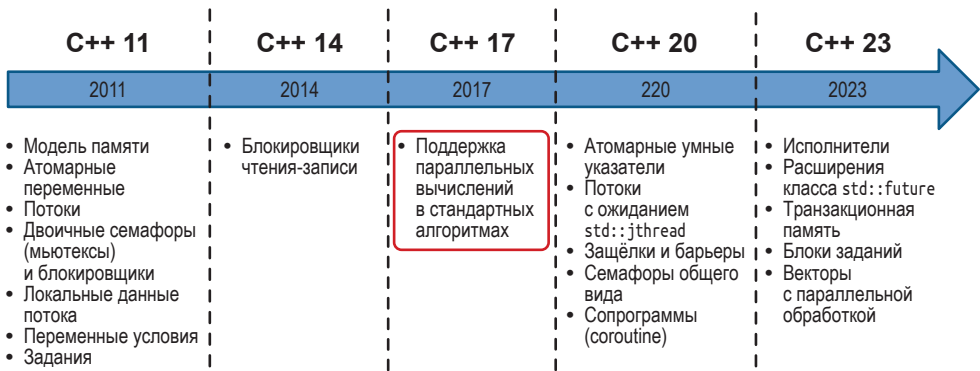 C++ 11
C++ 14
C++ 17
C++ 20
C++ 23
2011
2014
2017
220
2023
• Модель памяти
• Атомарные
переменные
• Потоки
• Двоичные семафоры
(мьютексы)
и блокировщики
• Локальные данные
потока
• Переменные условия
• Задания
• Блокировщики
чтения-записи
• Поддержка
параллельных
вычислений
в стандартных
алгоритмах
• Атомарные умные
указатели
• Потоки
с ожиданием
std::jthread
• Защёлки и барьеры
• Семафоры общего
вида
• Сопрограммы
(coroutine)
• Исполнители
• Расширения
класса std::future
• Транзакционная
память
• Блоки заданий
• Векторы
с параллельной
обработкой